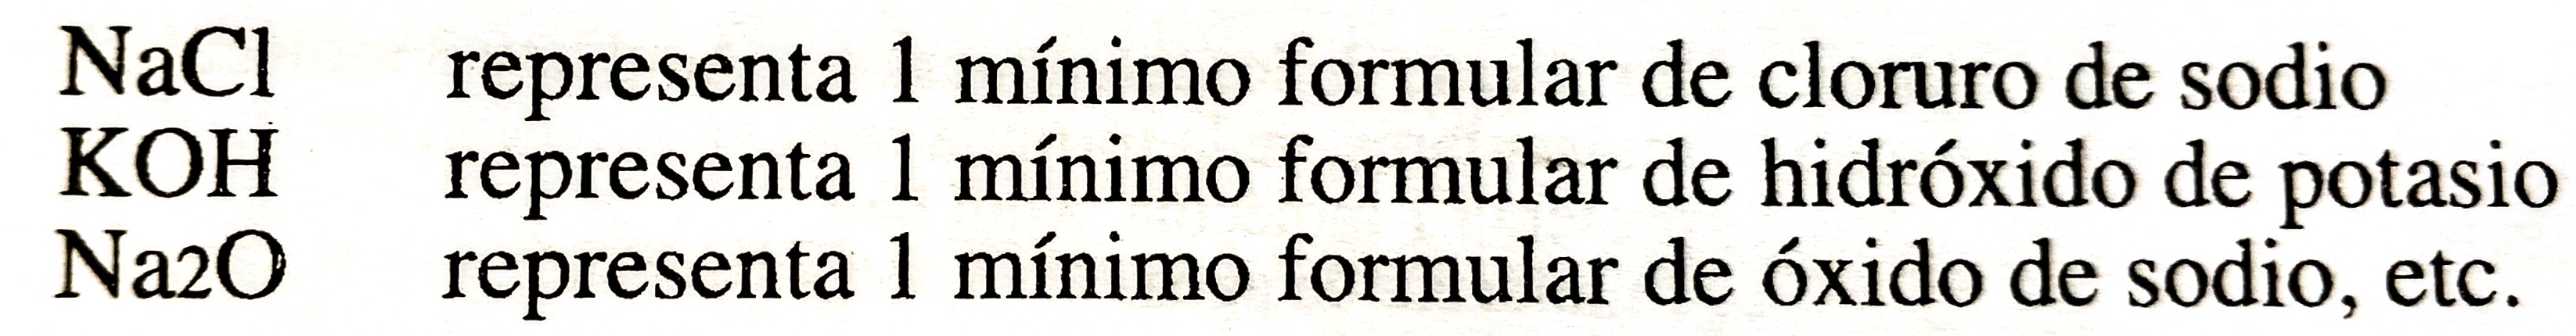 NaCl representa 1 mínimo formular de cloruro de sodio
KOH representa 1 mínimo formular de hidróxido de potasio
Na2O representa 1 mínimo formular de óxido de sodio, etc.